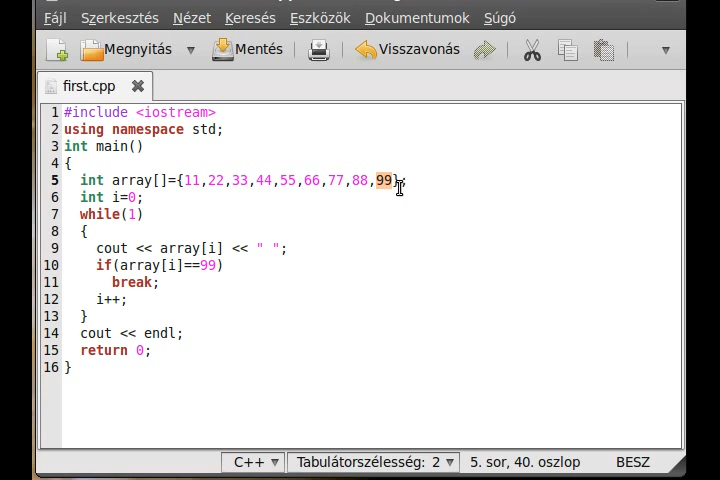 Fájl Szerkesztés Nézet Keresés Eszközök Dokumentumok Súgó
Megnyitás Mentés Visszavonás
first.cpp
1 #include <iostream>
2 using namespace std;
3 int main()
4 {
5   int array[]={11,22,33,44,55,66,77,88,99};
6   int i=0;
7   while(1)
8   {
9     cout << array[i] << " ";
10     if(array[i]==99)
11       break;
12     i++;
13   }
14   cout << endl;
15   return 0;
16 }
C++ Tabulátorszélesség: 2 5. sor, 40. oszlop BESZ